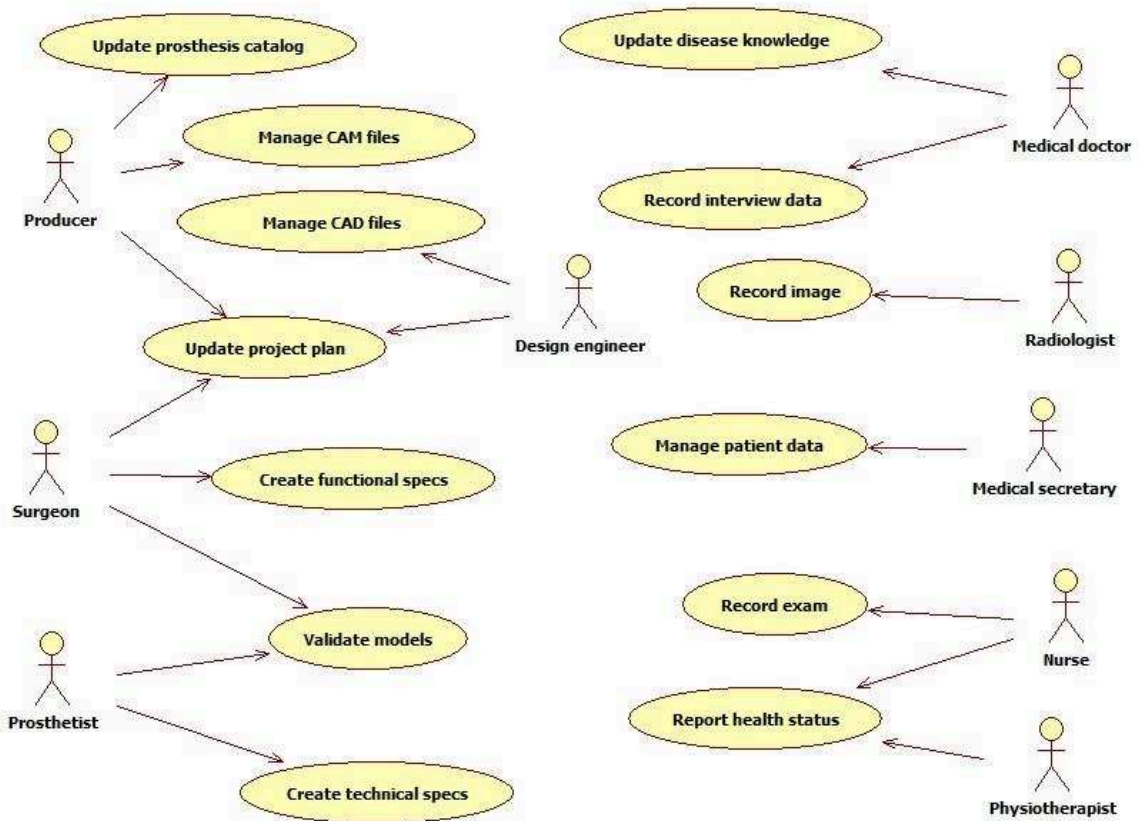 Update prosthesis catalog
Update disease knowledge
Manage CAM files
Medical doctor
Producer
Manage CAD files
Record interview data
Record image
Update project plan
Design engineer
Radiologist
Manage patient data
Create functional specs
Medical secretary
Surgeon
Record exam
Validate models
Nurse
Prosthetist
Report health status
Create technical specs
Physiotherapist